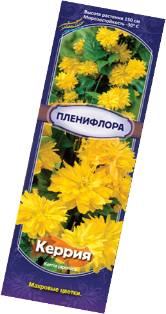 Высота растения 150 см
Морозостойкость -30° C
ПЛЕНИФЛОРА
Керрия
Махровые цветки.